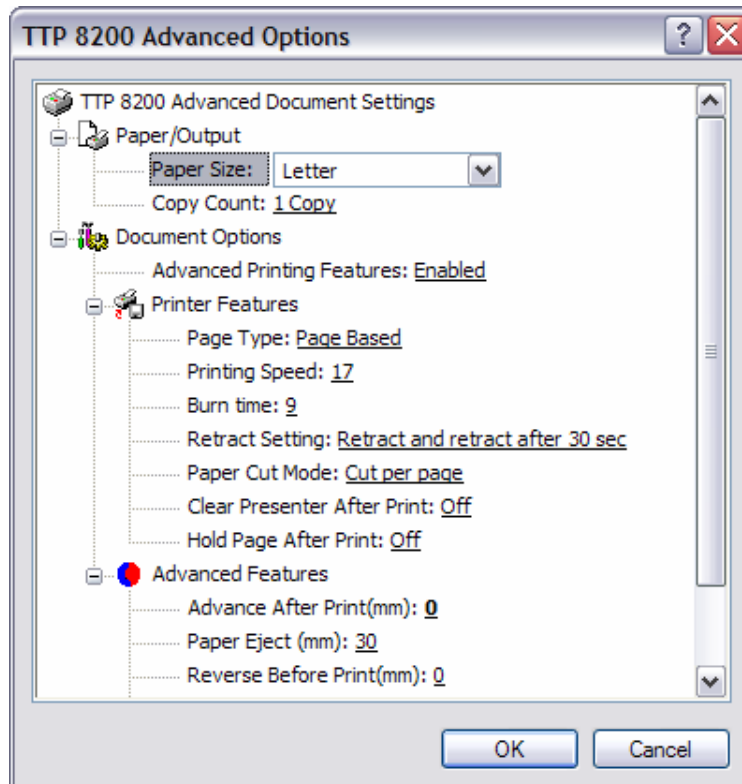 TTP 8200 Advanced Options
TTP 8200 Advanced Document Settings
Paper/Output
Paper Size: Letter
Copy Count: 1 Copy
Document Options
Advanced Printing Features: Enabled
Printer Features
Page Type: Page Based
Printing Speed: 17
Burn time: 9
Retract Setting: Retract and retract after 30 sec
Paper Cut Mode: Cut per page
Clear Presenter After Print: Off
Hold Page After Print: Off
Advanced Features
Advance After Print(mm): 0
Paper Eject (mm): 30
Reverse Before Print(mm): 0
OK Cancel